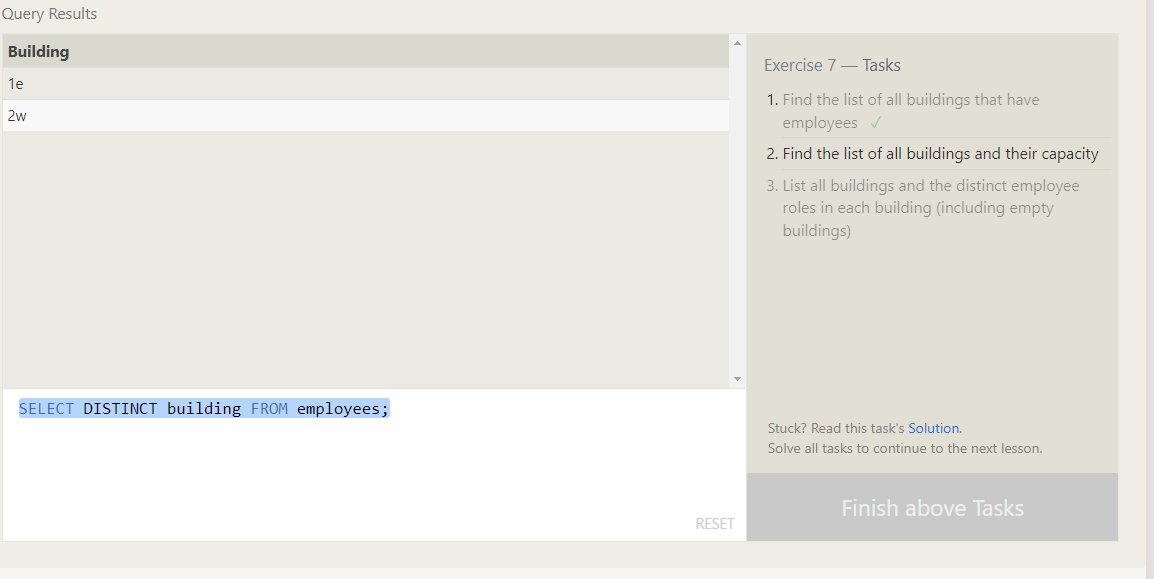 Query Results
Building
1e
2w
SELECT DISTINCT building FROM employees;
RESET
Exercise 7 — Tasks
1. Find the list of all buildings that have
employees ✓
2. Find the list of all buildings and their capacity
3. List all buildings and the distinct employee
roles in each building (including empty
buildings)
Stuck? Read this task's Solution.
Solve all tasks to continue to the next lesson.
Finish above Tasks